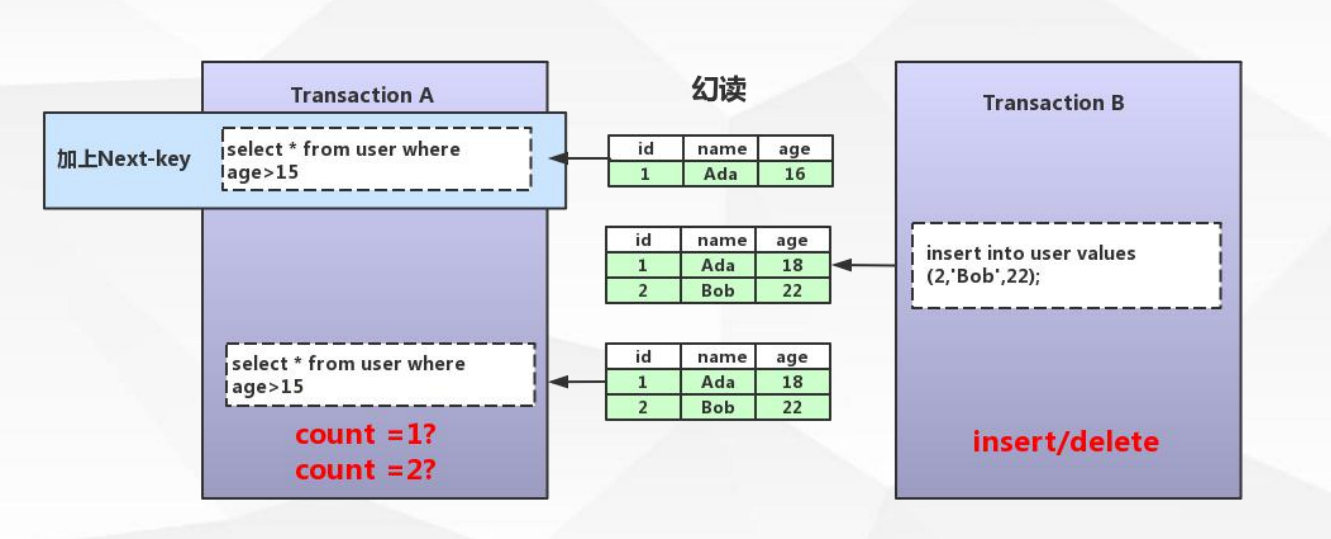 幻读
Transaction A
加上Next-key
select * from user where
age>15
id name age
1 Ada 16
Transaction B
id name age
1 Ada 18
2 Bob 22
insert into user values
(2,'Bob',22);
select * from user where
age>15
id name age
1 Ada 18
2 Bob 22
count =1?
count =2?
insert/delete